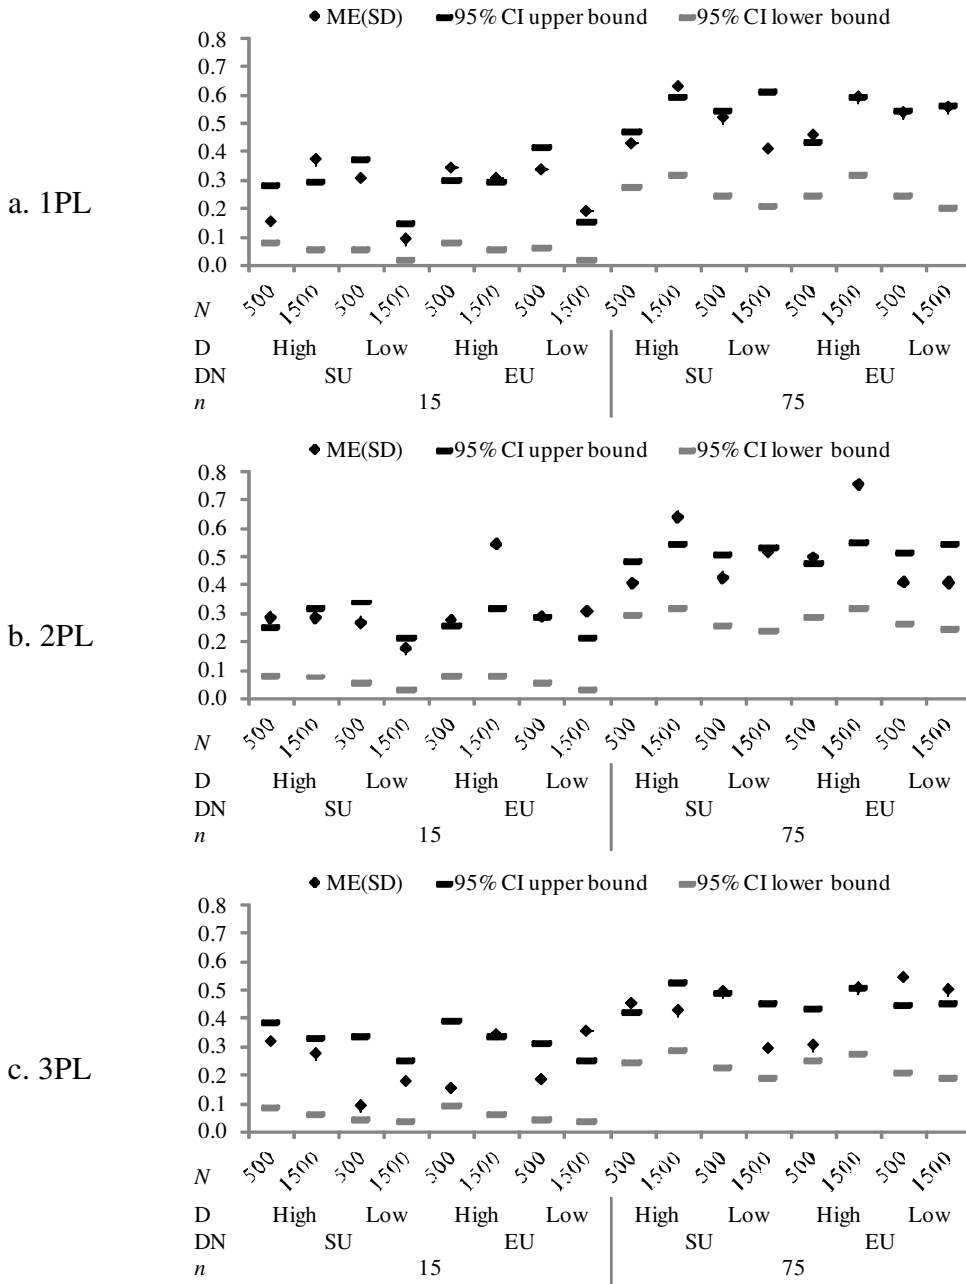 ME(SD) 95% CI upper bound 95% CI lower bound
0.8
0.7
0.6
0.5
0.4
0.3
0.2
0.1
0.0
a. 1PL
N 500 1500 500 1500 500 1500 500 1500 500 1500 500 1500 500 1500 500 1500
D High Low High Low High Low High Low
DN SU EU SU EU
n 15 75
ME(SD) 95% CI upper bound 95% CI lower bound
0.8
0.7
0.6
0.5
0.4
0.3
0.2
0.1
0.0
b. 2PL
N 500 1500 500 1500 500 1500 500 1500 500 1500 500 1500 500 1500 500 1500
D High Low High Low High Low High Low
DN SU EU SU EU
n 15 75
ME(SD) 95% CI upper bound 95% CI lower bound
0.8
0.7
0.6
0.5
0.4
0.3
0.2
0.1
0.0
c. 3PL
N 500 1500 500 1500 500 1500 500 1500 500 1500 500 1500 500 1500 500 1500
D High Low High Low High Low High Low
DN SU EU SU EU
n 15 75